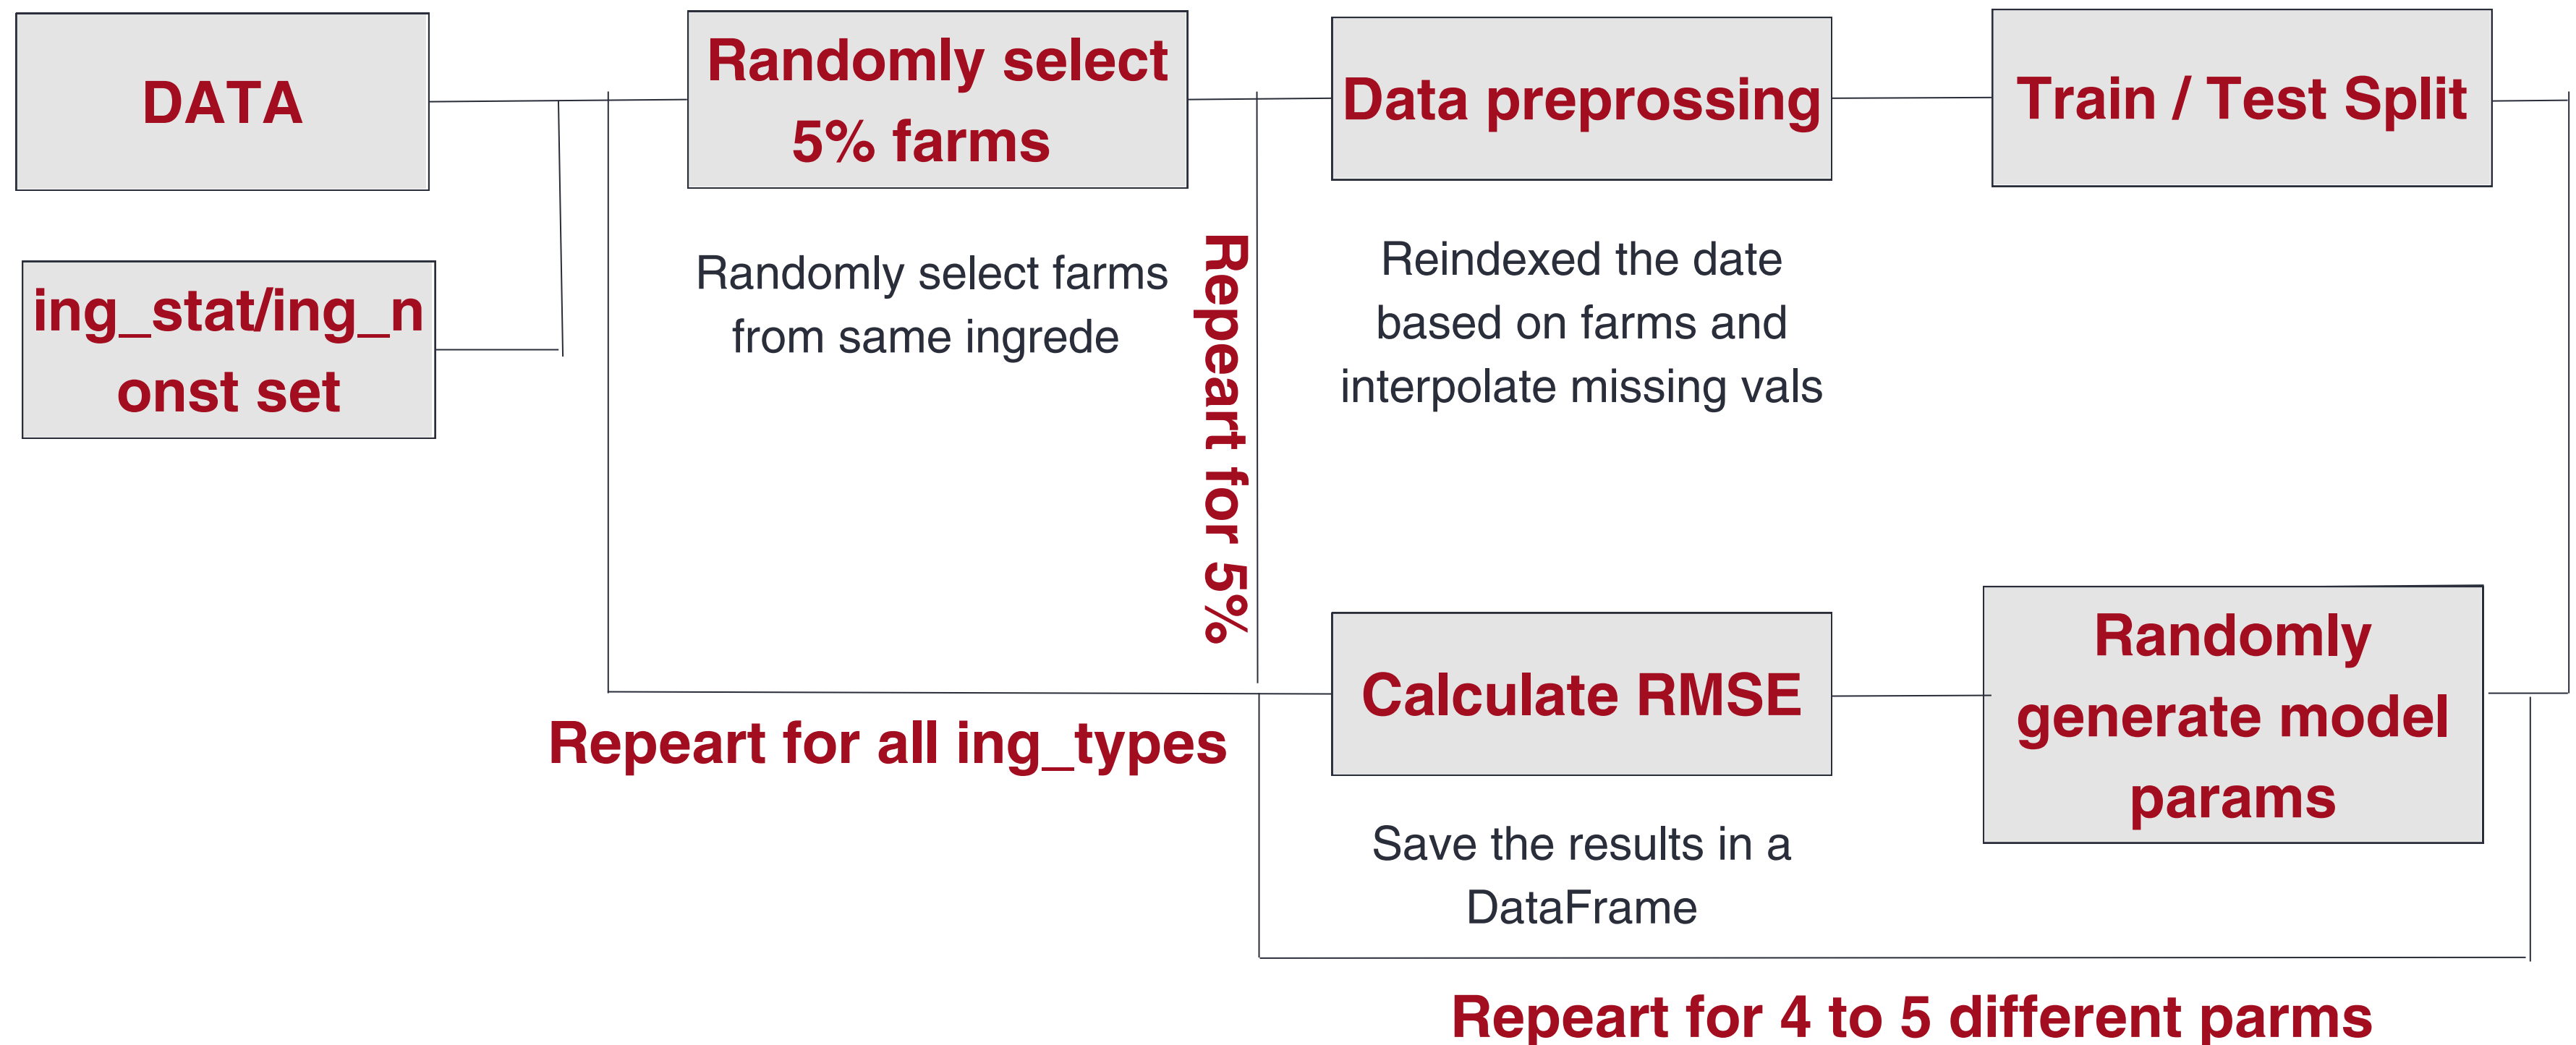 DATA
ing_stat/ing_n
onst set
Randomly select
5% farms
Randomly select farms
from same ingrede
Repeart for 5%
Data preprossing
Reindexed the date
based on farms and
interpolate missing vals
Train / Test Split
Randomly
generate model
params
Calculate RMSE
Save the results in a
DataFrame
Repeart for all ing_types
Repeart for 4 to 5 different parms